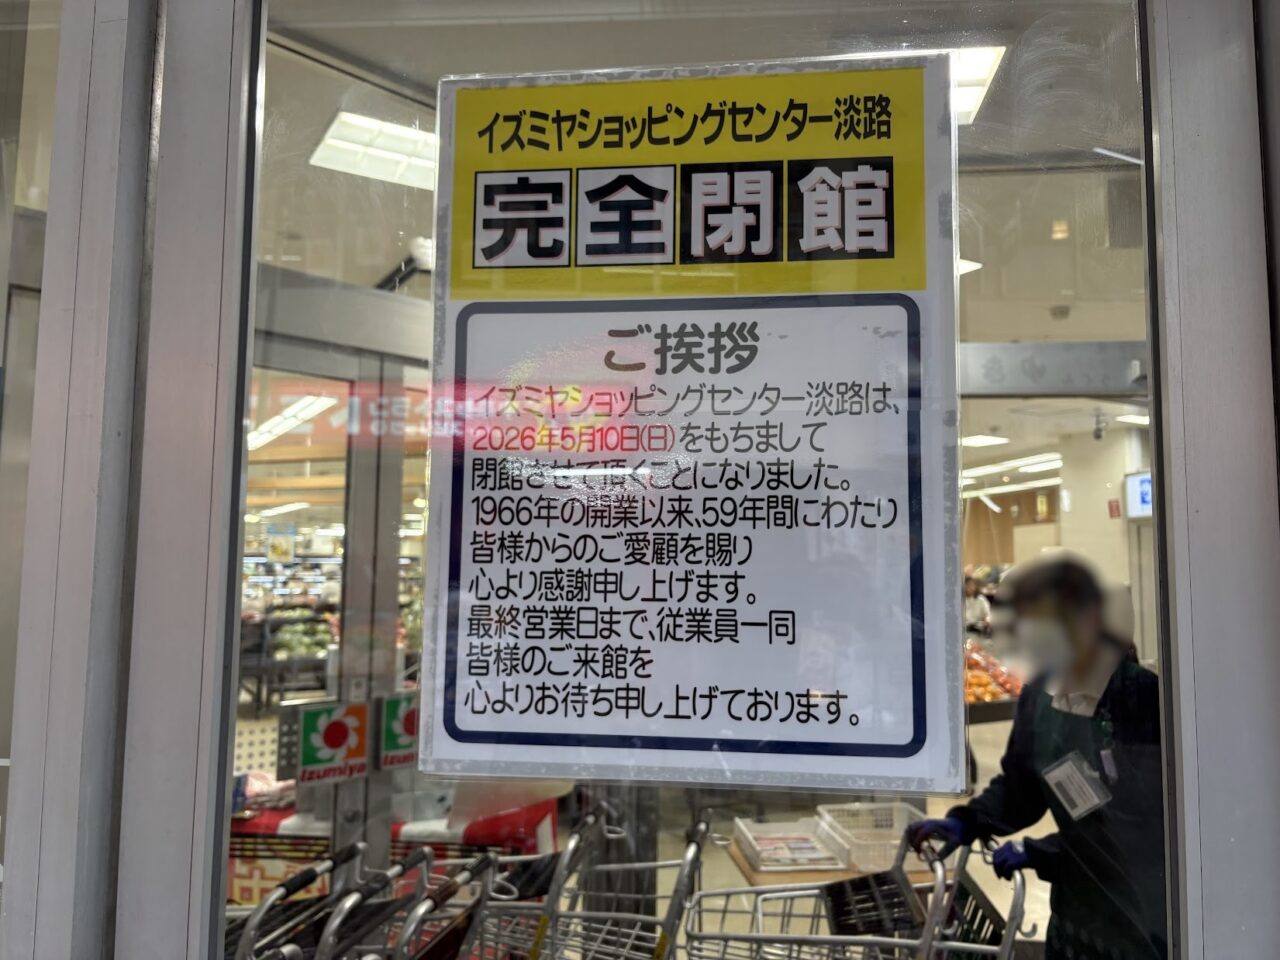 イズミヤショッピングセンター淡路
完全閉館
ご挨拶
イズミヤショッピングセンター淡路は、
2026年5月10日(日)をもちまして
閉館させて頂くことになりました。
1966年の開業以来、59年間にわたり
皆様からのご愛顧を賜り
心より感謝申し上げます。
最終営業日まで、従業員一同
皆様のご来館を
心よりお待ち申し上げております。
Izumiya